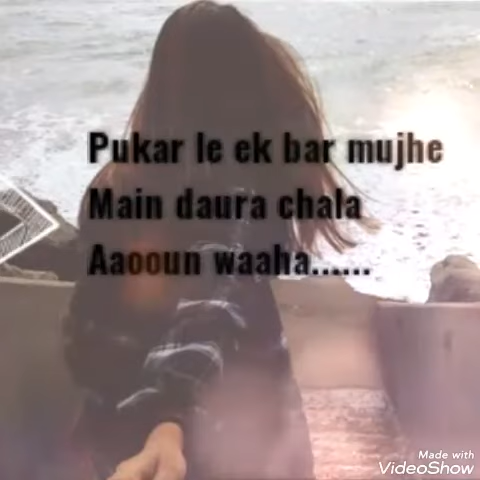 Pukar le ek bar mujhe
Main daura chala
Aaooun waaha......
Made with
VideoShow